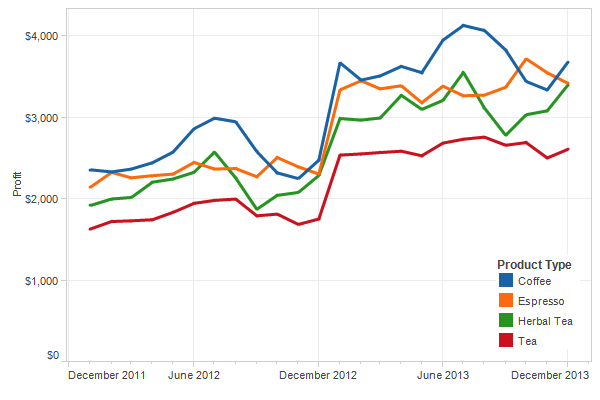 $4,000
$3,000
$2,000
$1,000
$0
Profit
Product Type
Coffee
Espresso
Herbal Tea
Tea
December 2011 June 2012 December 2012 June 2013 December 2013